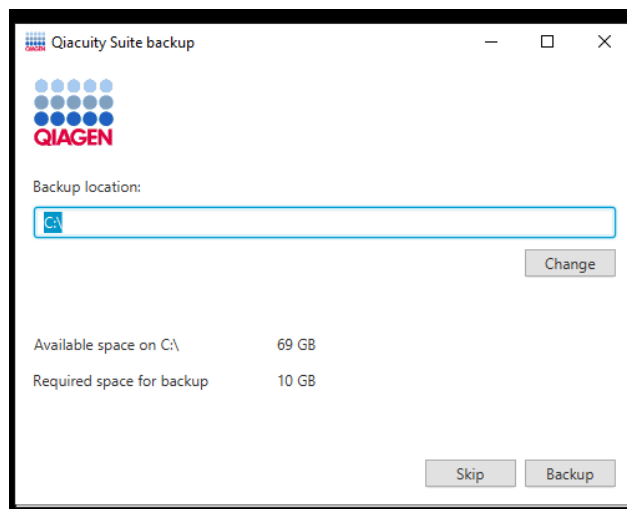 Qiacuity Suite backup
QIAGEN
Backup location:
C:\
Change
Available space on C:\ 69 GB
Required space for backup 10 GB
Skip Backup